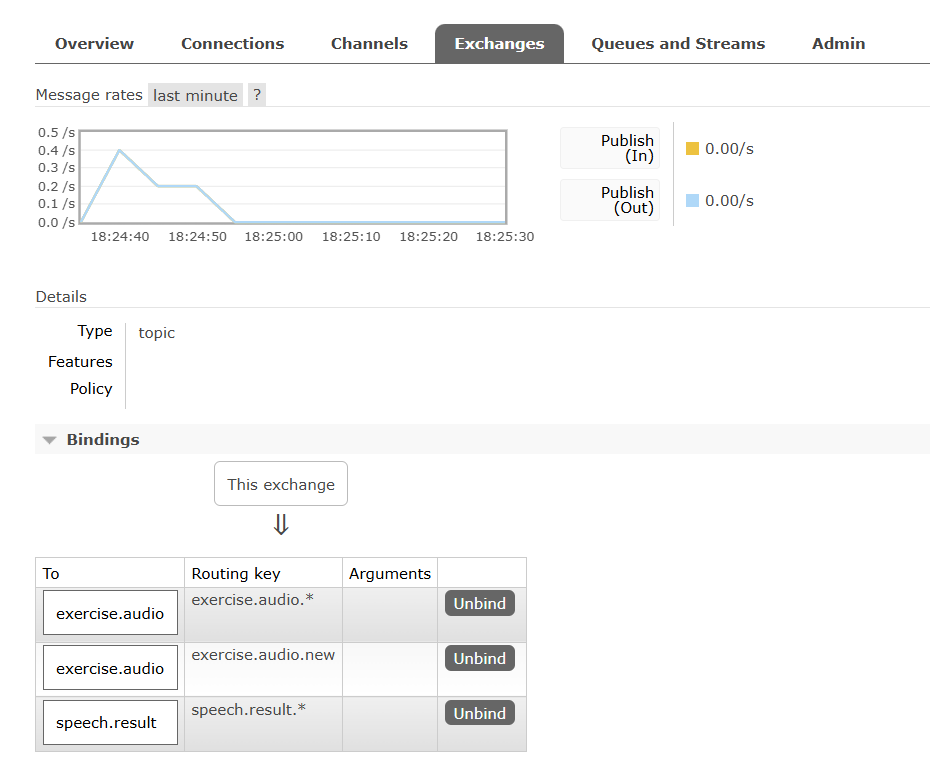 Overview Connections Channels Exchanges Queues and Streams Admin
Message rates last minute ?
0.5 /s
0.4 /s
0.3 /s
0.2 /s
0.1 /s
0.0 /s
18:24:40 18:24:50 18:25:00 18:25:10 18:25:20 18:25:30
Publish
(In)
0.00/s
Publish
(Out)
0.00/s
Details
Type topic
Features
Policy
Bindings
This exchange
⇓
To Routing key Arguments
exercise.audio exercise.audio.* Unbind
exercise.audio exercise.audio.new Unbind
speech.result speech.result.* Unbind